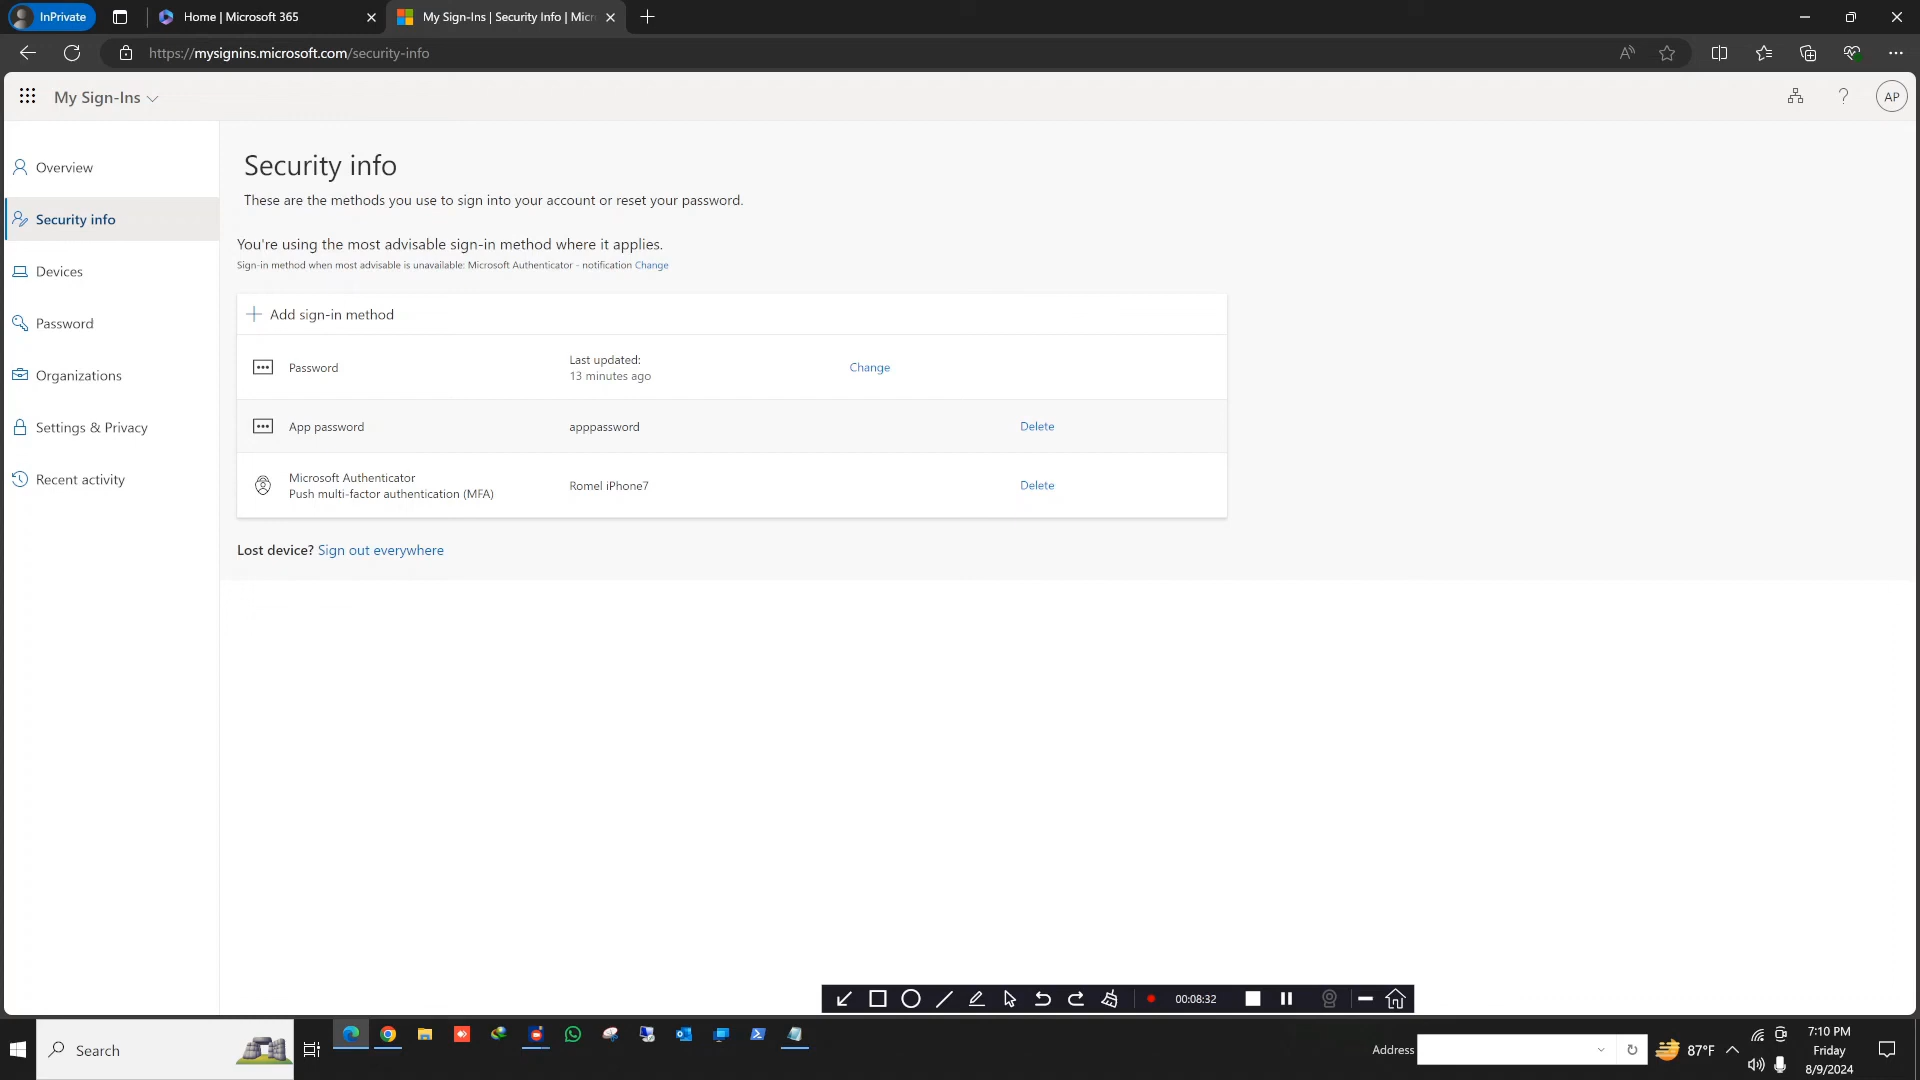 InPrivate
Home | Microsoft 365
My Sign-Ins | Security Info | Micr
https://mysignins.microsoft.com/security-info
My Sign-Ins
AP
Overview
Security info
Devices
Password
Organizations
Settings & Privacy
Recent activity
Security info
These are the methods you use to sign into your account or reset your password.
You're using the most advisable sign-in method where it applies.
Sign-in method when most advisable is unavailable: Microsoft Authenticator - notification Change
Add sign-in method
Password
Last updated:
13 minutes ago
Change
App password
apppassword
Delete
Microsoft Authenticator
Push multi-factor authentication (MFA)
Romel iPhone7
Delete
Lost device? Sign out everywhere
00:08:32
Search
Address
87°F
7:10 PM
Friday
8/9/2024